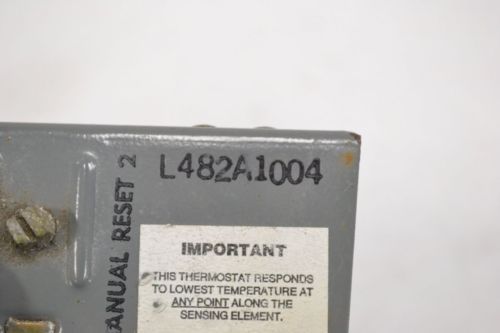 L482A1004
ANUAL RESET 2
IMPORTANT
THIS THERMOSTAT RESPONDS
TO LOWEST TEMPERATURE AT
ANY POINT ALONG THE
SENSING ELEMENT.